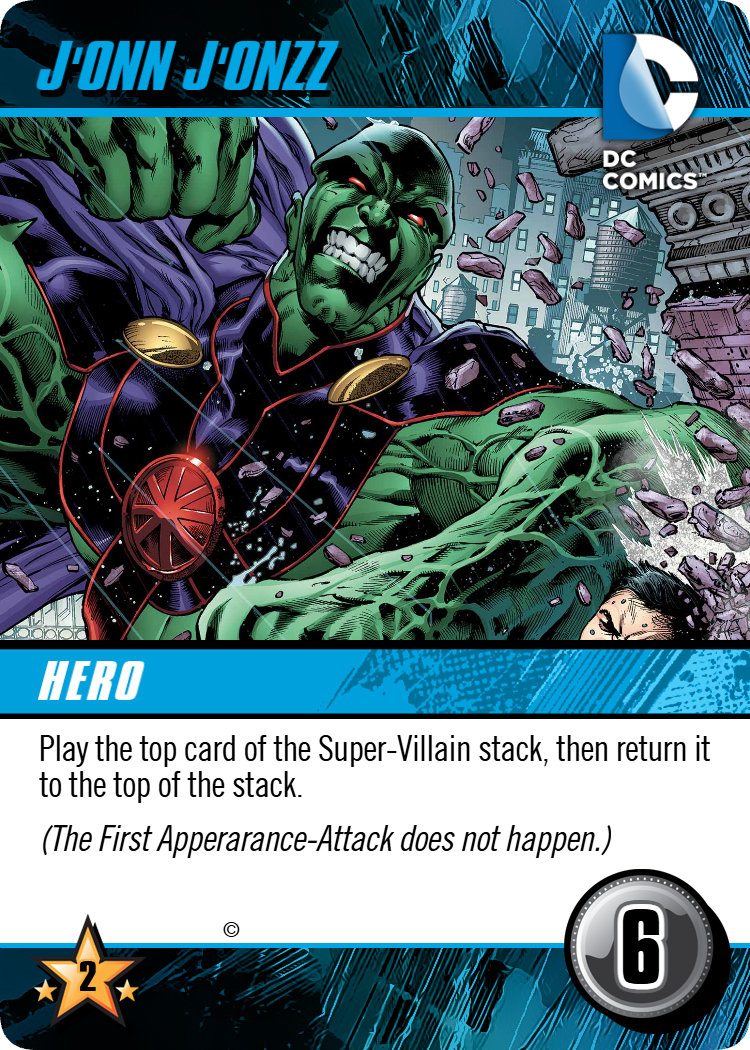 J'ONN J'ONZZ
DC
COMICS™
HERO
Play the top card of the Super-Villain stack, then return it
to the top of the stack.
(The First Apperarance-Attack does not happen.)
©
2
6